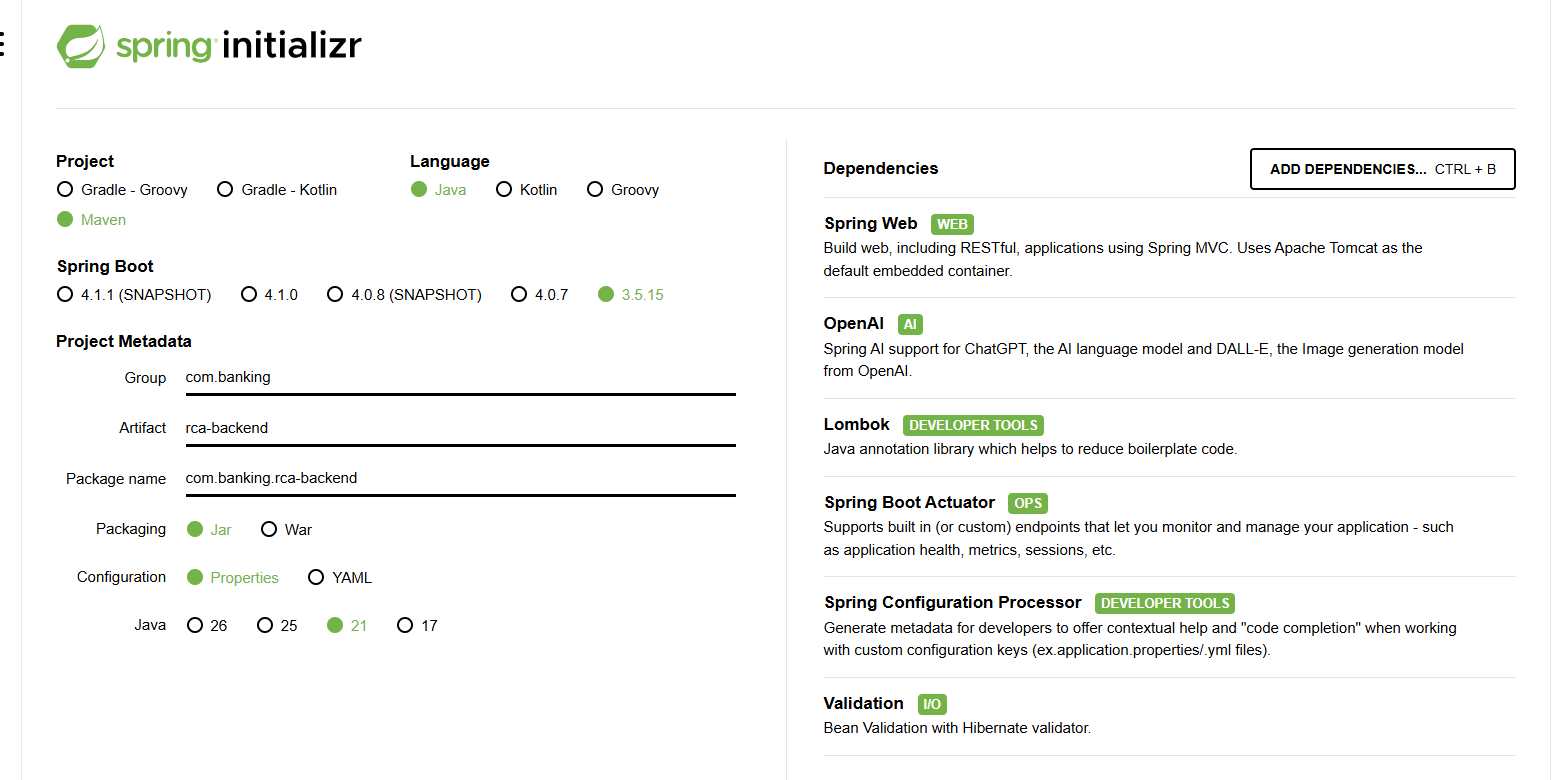 spring initializr
Project
Gradle - Groovy Gradle - Kotlin
Maven
Language
Java Kotlin Groovy
Spring Boot
4.1.1 (SNAPSHOT) 4.1.0 4.0.8 (SNAPSHOT) 4.0.7 3.5.15
Project Metadata
Group com.banking
Artifact rca-backend
Package name com.banking.rca-backend
Packaging Jar War
Configuration Properties YAML
Java 26 25 21 17
Dependencies ADD DEPENDENCIES... CTRL + B
Spring Web WEB
Build web, including RESTful, applications using Spring MVC. Uses Apache Tomcat as the
default embedded container.
OpenAI AI
Spring AI support for ChatGPT, the AI language model and DALL-E, the Image generation model
from OpenAI.
Lombok DEVELOPER TOOLS
Java annotation library which helps to reduce boilerplate code.
Spring Boot Actuator OPS
Supports built in (or custom) endpoints that let you monitor and manage your application - such
as application health, metrics, sessions, etc.
Spring Configuration Processor DEVELOPER TOOLS
Generate metadata for developers to offer contextual help and "code completion" when working
with custom configuration keys (ex.application.properties/.yml files).
Validation I/O
Bean Validation with Hibernate validator.